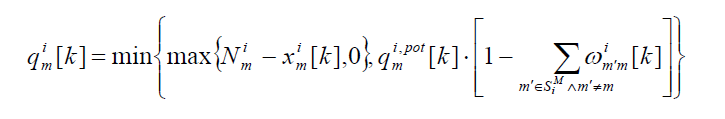 q_m^i[k] = min{max{N_m^i − x_m^i[k],0}, q_m^{i,pot}[k]·[1− ∑_{m'∈S_i^M ∧ m'≠m} ω_{m'm}^i[k]]}